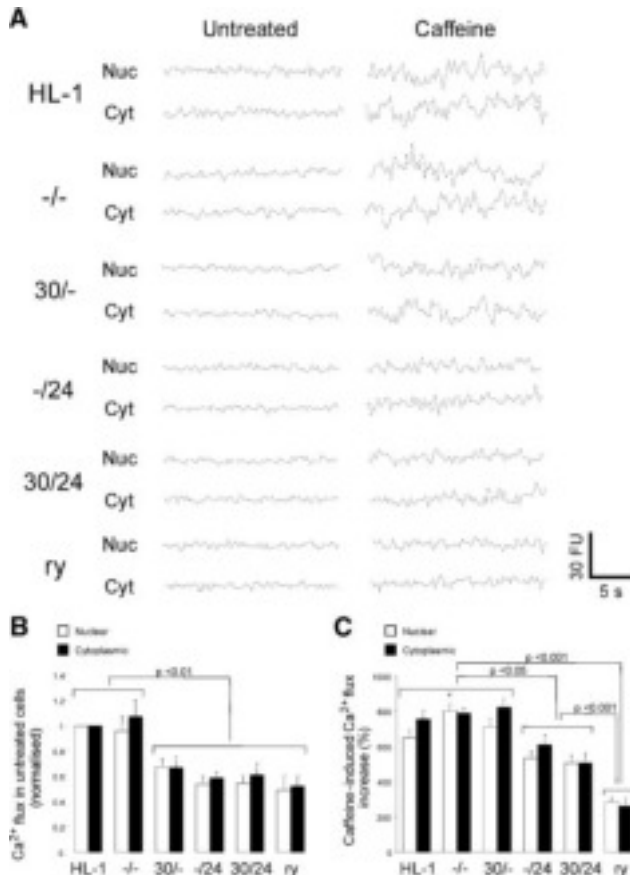 A
Untreated Caffeine
HL-1
Nuc
Cyt
-/-
Nuc
Cyt
30/-
Nuc
Cyt
-/24
Nuc
Cyt
30/24
Nuc
Cyt
ry
Nuc
Cyt
30 FU
5 s
B
Nuclear
Cytoplasmic
p <0.01
Ca2+ flux in untreated cells
(normalised)
1.4
1.2
1
0.8
0.6
0.4
0.2
0
HL-1 -/- 30/- -/24 30/24 ry
C
Nuclear
Cytoplasmic
p <0.001
p <0.05
p <0.001
Caffeine-induced Ca2+ flux
increase (%)
1000
800
600
400
200
0
HL-1 -/- 30/- -/24 30/24 ry